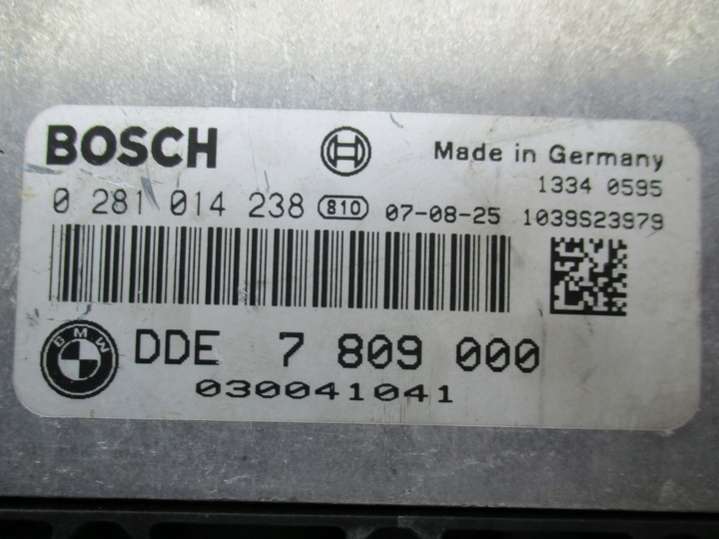 BOSCH
Made in Germany
1334 0595
0 281 014 238 810 07-08-25 1039S23979
BMW
DDE 7 809 000
030041041